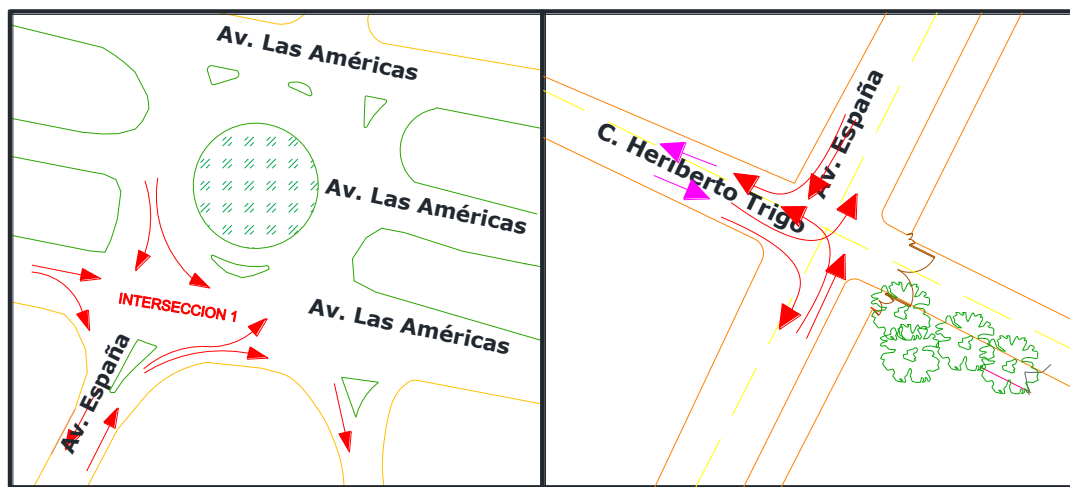 Av. Las Américas
Av. Las Américas
Av. Las Américas
INTERSECCION 1
Av. España
C. Heriberto Trigo
Av. España